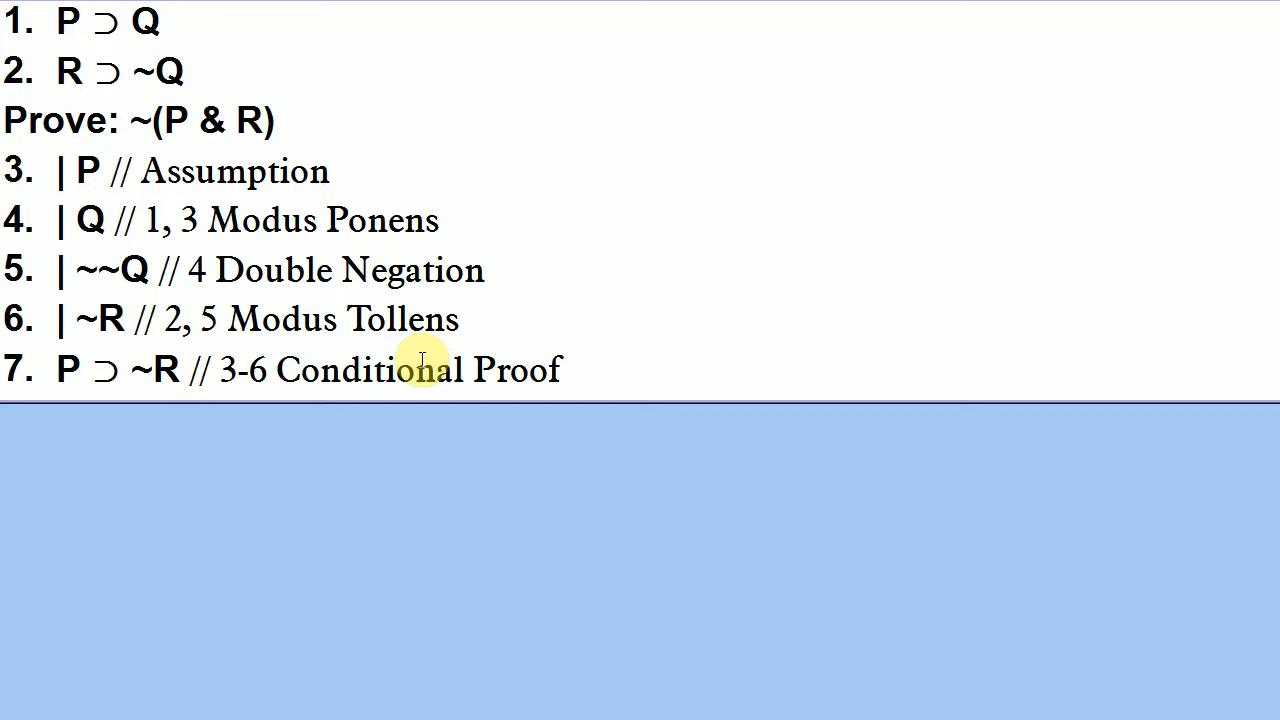 1. P ⊃ Q
2. R ⊃ ~Q
Prove: ~(P & R)
3. | P // Assumption
4. | Q // 1, 3 Modus Ponens
5. | ~~Q // 4 Double Negation
6. | ~R // 2, 5 Modus Tollens
7. P ⊃ ~R // 3-6 Conditional Proof